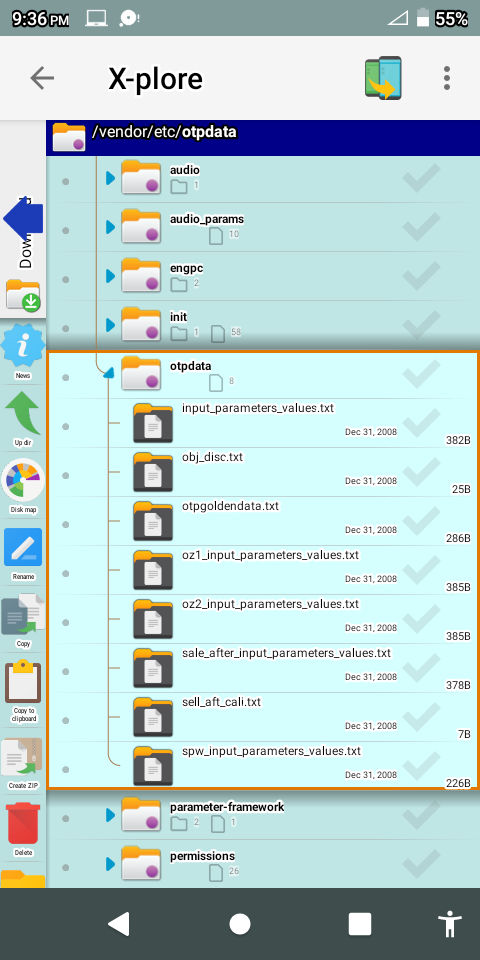 9:36 PM
55%
X-plore
/vendor/etc/otpdata
audio
1
audio_params
10
engpc
2
init
1 58
otpdata
8
input_parameters_values.txt
Dec 31, 2008
382B
obj_disc.txt
Dec 31, 2008
25B
otpgoldendata.txt
Dec 31, 2008
286B
oz1_input_parameters_values.txt
Dec 31, 2008
385B
oz2_input_parameters_values.txt
Dec 31, 2008
385B
sale_after_input_parameters_values.txt
Dec 31, 2008
378B
sell_aft_cali.txt
Dec 31, 2008
7B
spw_input_parameters_values.txt
Dec 31, 2008
226B
parameter-framework
2 1
permissions
26
News
Up dir
Disk map
Rename
Copy
Copy to
clipboard
Create ZIP
Delete